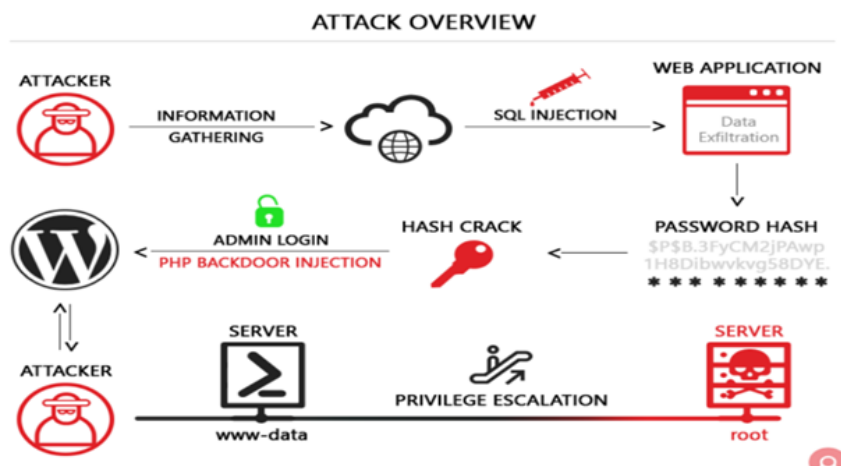 ATTACK OVERVIEW
ATTACKER
INFORMATION
GATHERING
SQL INJECTION
WEB APPLICATION
Data
Exfiltration
PASSWORD HASH
$P$B.3FyCM2jPAwp
1H8Dibwvkvg58DYE.
* * * * * * * * *
HASH CRACK
ADMIN LOGIN
PHP BACKDOOR INJECTION
W
ATTACKER
SERVER
www-data
PRIVILEGE ESCALATION
SERVER
root